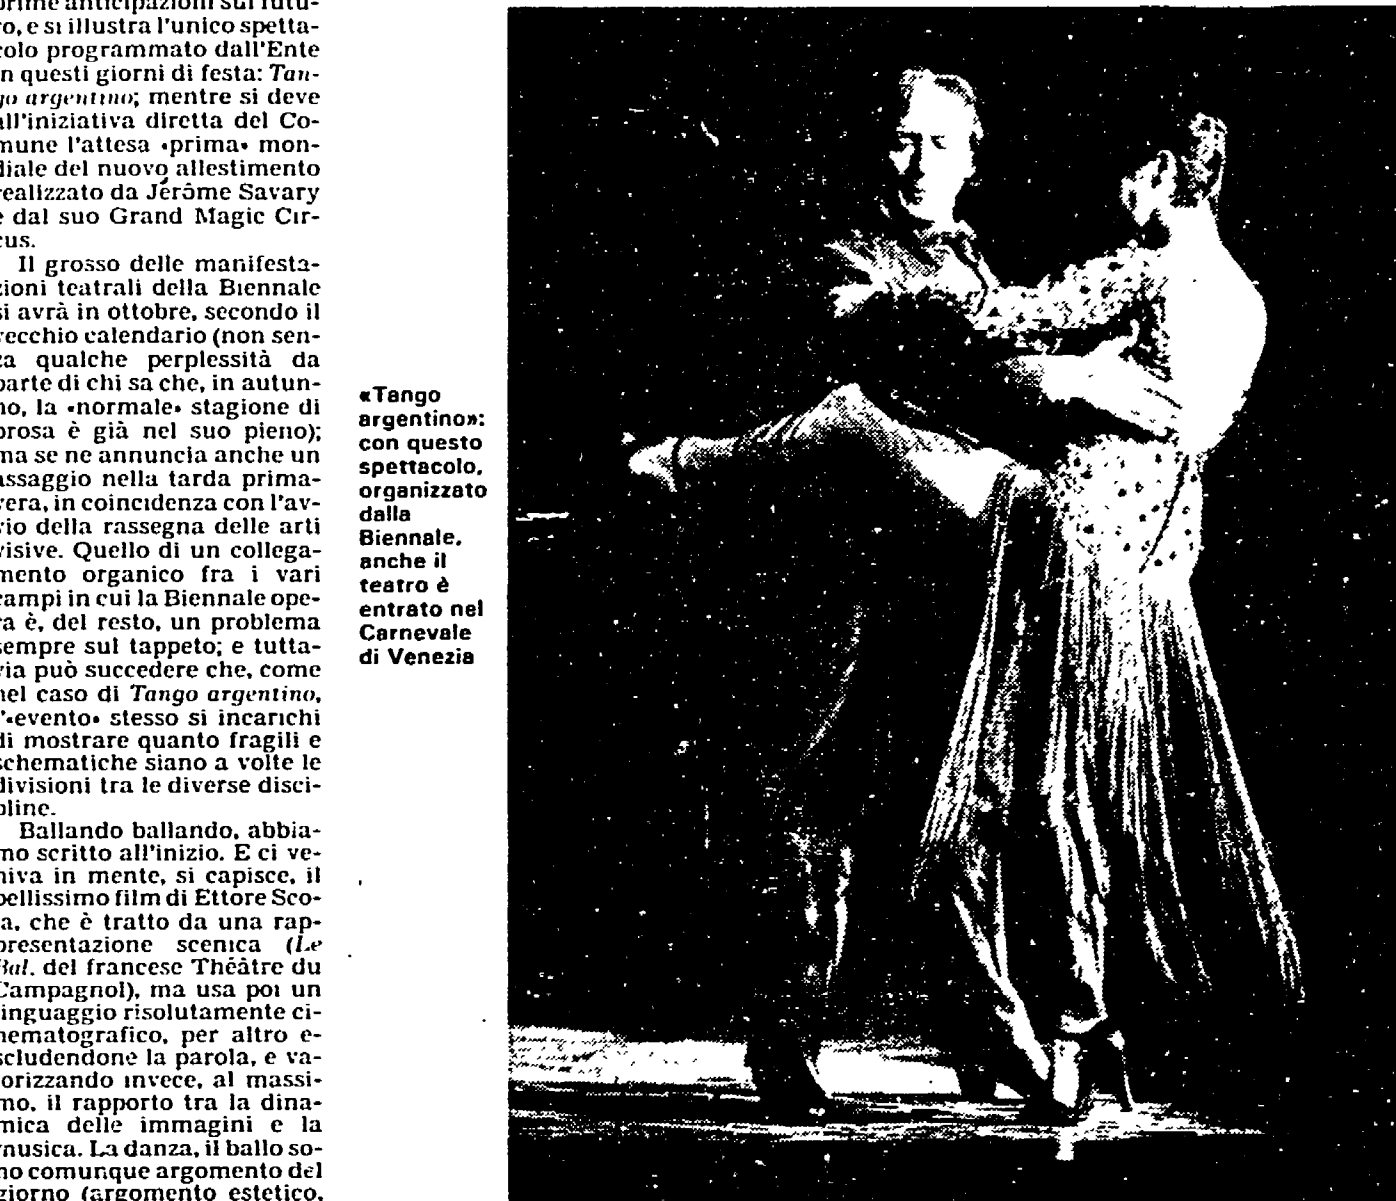 prime anticipazioni sul futu-
ro, e si illustra l'unico spetta-
colo programmato dall'Ente
in questi giorni di festa: Tan-
go argentino; mentre si deve
all'iniziativa diretta del Co-
mune l'attesa «prima» mon-
diale del nuovo allestimento
realizzato da Jérôme Savary
e dal suo Grand Magic Cir-
cus.
Il grosso delle manifesta-
zioni teatrali della Biennale
si avrà in ottobre, secondo il
vecchio calendario (non sen-
za qualche perplessità da
parte di chi sa che, in autun-
no, la «normale» stagione di
prosa è già nel suo pieno);
ma se ne annuncia anche un
assaggio nella tarda prima-
vera, in coincidenza con l'av-
vio della rassegna delle arti
visive. Quello di un collega-
mento organico fra i vari
campi in cui la Biennale ope-
ra è, del resto, un problema
sempre sul tappeto; e tutta-
via può succedere che, come
nel caso di Tango argentino,
l'«evento» stesso si incarichi
di mostrare quanto fragili e
schematiche siano a volte le
divisioni tra le diverse disci-
pline.
Ballando ballando, abbia-
mo scritto all'inizio. E ci ve-
niva in mente, si capisce, il
bellissimo film di Ettore Sco-
la, che è tratto da una rap-
presentazione scenica (Le
Bal, del francese Théâtre du
Campagnol), ma usa poi un
linguaggio risolutamente ci-
nematografico, per altro e-
scludendone la parola, e va-
lorizzando invece, al massi-
mo, il rapporto tra la dina-
mica delle immagini e la
musica. La danza, il ballo so-
no comunque argomento del
giorno (argomento estetico,
«Tango
argentino»:
con questo
spettacolo,
organizzato
dalla
Biennale,
anche il
teatro è
entrato nel
Carnevale
di Venezia